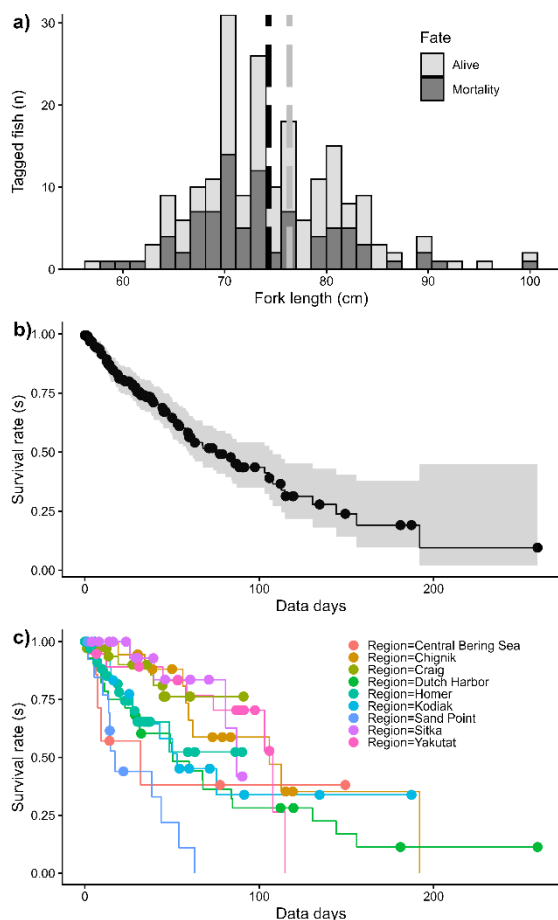 a)
Tagged fish (n)
30
20
10
0
Fate
Alive
Mortality
60 70 80 90 100
Fork length (cm)
b)
Survival rate (s)
1.00
0.75
0.50
0.25
0.00
0 100 200
Data days
c)
Survival rate (s)
1.00
0.75
0.50
0.25
0.00
Region=Central Bering Sea
Region=Chignik
Region=Craig
Region=Dutch Harbor
Region=Homer
Region=Kodiak
Region=Sand Point
Region=Sitka
Region=Yakutat
0 100 200
Data days